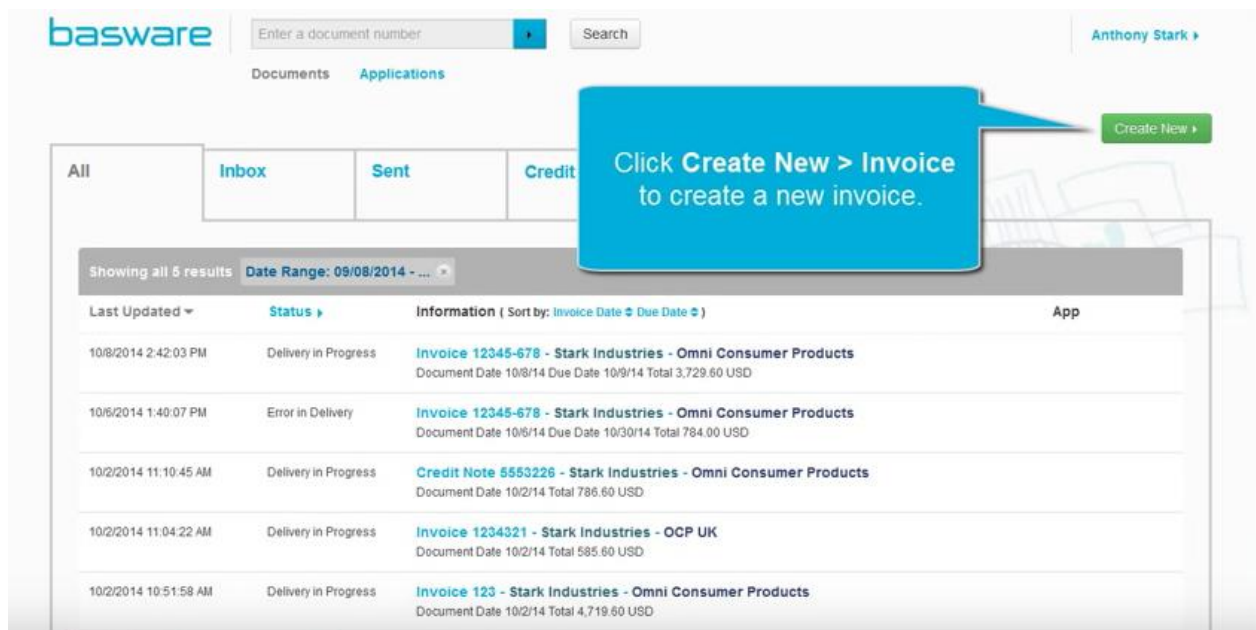 basware
Enter a document number
Search
Anthony Stark
Documents Applications
Create New
Click Create New > Invoice
to create a new invoice.
All Inbox Sent Credit
Showing all 5 results Date Range: 09/08/2014 - ...
Last Updated Status Information ( Sort by: Invoice Date Due Date ) App
10/8/2014 2:42:03 PM Delivery in Progress Invoice 12345-678 - Stark Industries - Omni Consumer Products
Document Date 10/8/14 Due Date 10/9/14 Total 3,729.60 USD
10/6/2014 1:40:07 PM Error in Delivery Invoice 12345-678 - Stark Industries - Omni Consumer Products
Document Date 10/6/14 Due Date 10/30/14 Total 784.00 USD
10/2/2014 11:10:45 AM Delivery in Progress Credit Note 5553226 - Stark Industries - Omni Consumer Products
Document Date 10/2/14 Total 786.60 USD
10/2/2014 11:04:22 AM Delivery in Progress Invoice 1234321 - Stark Industries - OCP UK
Document Date 10/2/14 Total 585.60 USD
10/2/2014 10:51:58 AM Delivery in Progress Invoice 123 - Stark Industries - Omni Consumer Products
Document Date 10/2/14 Total 4,719.60 USD